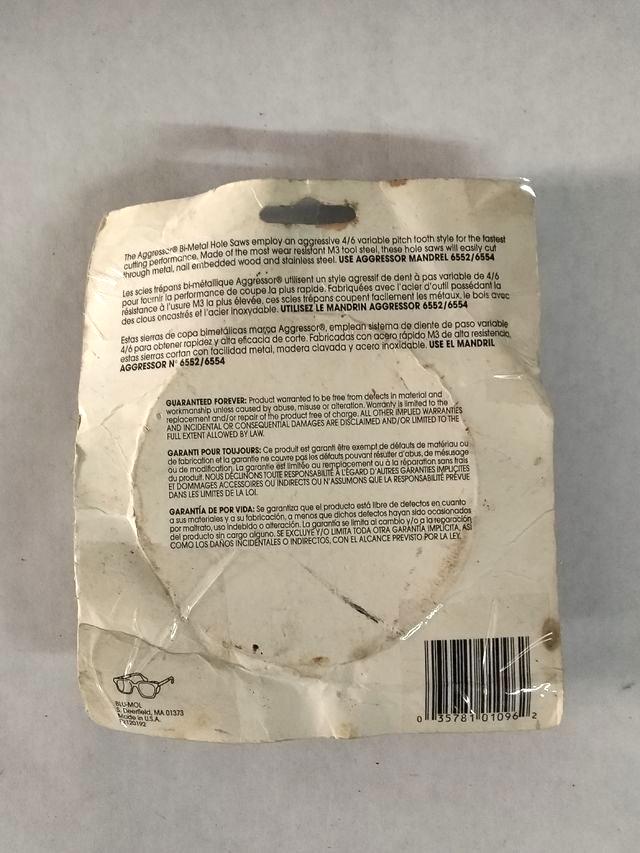 The Aggressor® Bi-Metal Hole Saws employ an aggressive 4/6 variable pitch tooth style for the fastest
cutting performance. Made of the most wear resistant M3 tool steel, these hole saws will easily cut
through metal, nail embedded wood and stainless steel. USE AGGRESSOR MANDREL 6552/6554
Les scies trépans bi-métallique Aggressor® utilisent un style agressif de dent à pas variable de 4/6
pour fournir la performance de coupe la plus rapide. Fabriquées avec l'acier d'outil possédant la
résistance à l'usure M3 la plus élevée, ces scies trépans coupent facilement les métaux, le bois avec
des clous oncastrés et l'acier inoxydable. UTILISEZ LE MANDRIN AGGRESSOR 6552/6554
Estas sierras de copa bimetálicas marca Aggressor®, emplean sistema de diente de paso variable
4/6 para obtener rapidez y alta eficacia de corte. Fabricadas con acero rápido M3 de alta resistencia,
estas sierras cortan con facilidad metal, madera clavada y acero inoxidable. USE EL MANDRIL
AGGRESSOR N° 6552/6554
GUARANTEED FOREVER: Product warranted to be free from defects in material and
workmanship unless caused by abuse, misuse or alteration. Warranty is limited to the
replacement and/or repair of the product free of charge. ALL OTHER IMPLIED WARRANTIES
AND INCIDENTAL OR CONSEQUENTIAL DAMAGES ARE DISCLAIMED AND/OR LIMITED TO THE
FULL EXTENT ALLOWED BY LAW.
GARANTI POUR TOUJOURS: Ce produit est garanti être exempt de défauts de matériau ou
de fabrication et la garantie ne couvre pas les défauts pouvant résulter d'abus, de mésusage
ou de modification. La garantie est limitée au remplacement ou à la réparation sans frais
du produit. NOUS DÉCLINONS TOUTE RESPONSABILITÉ À L'ÉGARD D'AUTRES GARANTIES IMPLICITES
ET DOMMAGES ACCESSOIRES OU INDIRECTS OU N'ASSUMONS QUE LA RESPONSABILITÉ PRÉVUE
DANS LES LIMITES DE LA LOI.
GARANTÍA DE POR VIDA: Se garantiza que el producto está libre de defectos en cuanto
a sus materiales y a su fabricación, a menos que dichos defectos hayan sido ocasionados
por maltrato, uso indebido o alteración. La garantía se limita al cambio y/o a la reparación
del producto sin cargo alguno. SE EXCLUYE Y/O LIMITA TODA OTRA GARANTÍA IMPLÍCITA, ASÍ
COMO LOS DAÑOS INCIDENTALES O INDIRECTOS, CON EL ALCANCE PREVISTO POR LA LEY.
BLU-MOL
S. Deerfield, MA 01373
Made in U.S.A.
0 35781 01096 2